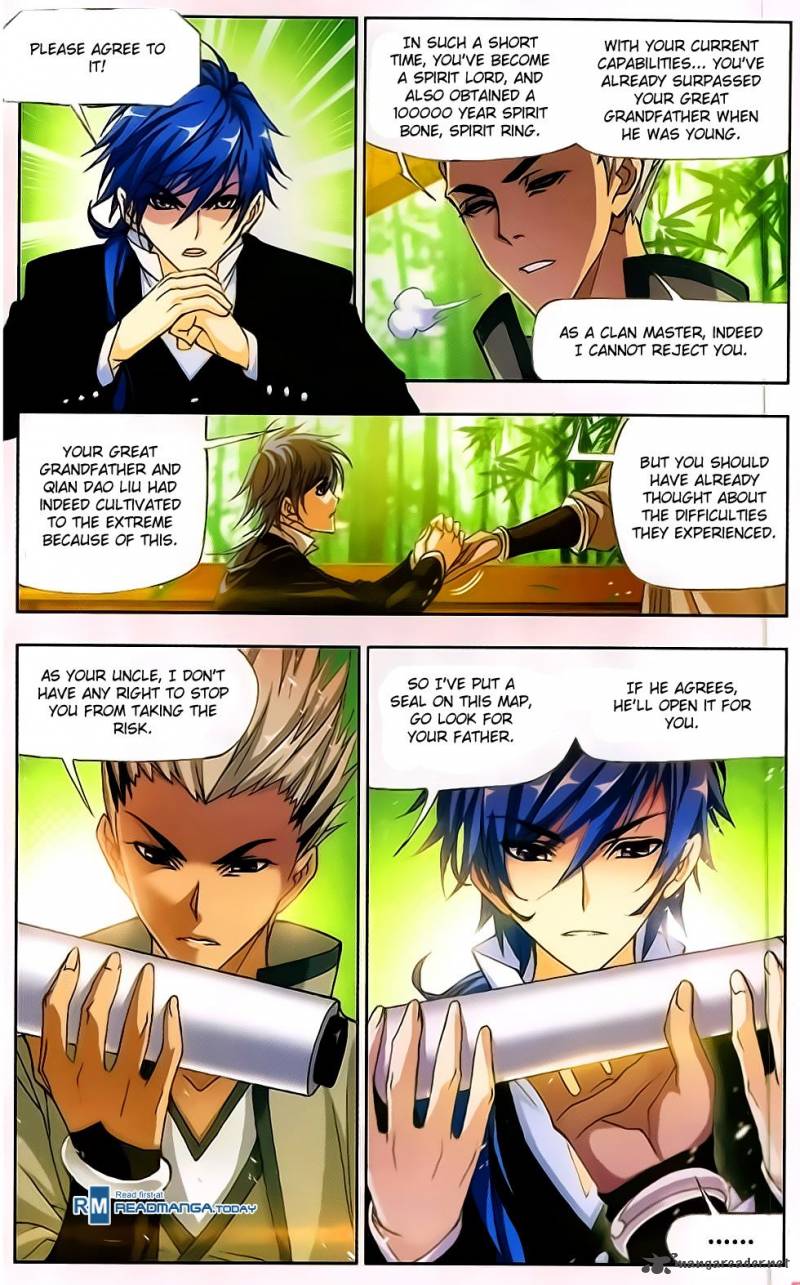 PLEASE AGREE TO
IT!
IN SUCH A SHORT
TIME, YOU'VE BECOME
A SPIRIT LORD, AND
ALSO OBTAINED A
100000 YEAR SPIRIT
BONE, SPIRIT RING.
WITH YOUR CURRENT
CAPABILITIES... YOU'VE
ALREADY SURPASSED
YOUR GREAT
GRANDFATHER WHEN
HE WAS YOUNG.
AS A CLAN MASTER, INDEED
I CANNOT REJECT YOU.
YOUR GREAT
GRANDFATHER AND
QIAN DAO LIU HAD
INDEED CULTIVATED
TO THE EXTREME
BECAUSE OF THIS.
BUT YOU SHOULD
HAVE ALREADY
THOUGHT ABOUT
THE DIFFICULTIES
THEY EXPERIENCED.
AS YOUR UNCLE, I DON'T
HAVE ANY RIGHT TO STOP
YOU FROM TAKING THE
RISK.
SO I'VE PUT A
SEAL ON THIS MAP,
GO LOOK FOR
YOUR FATHER.
IF HE AGREES,
HE'LL OPEN IT FOR
YOU.
......
RM
Read first at
READMANGA.TODAY
mangareader.net